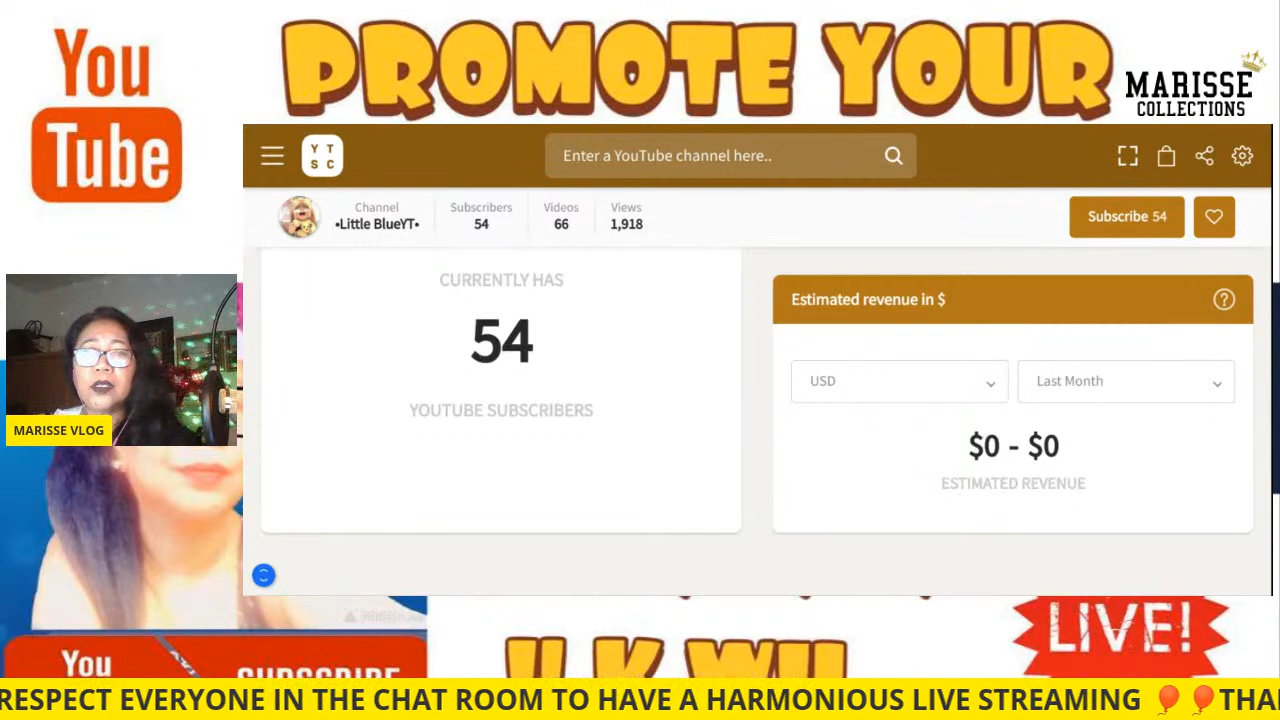 You
Tube
PROMOTE YOUR
MARISSE
COLLECTIONS
Y T
S C
Enter a YouTube channel here..
Channel
•Little BlueYT•
Subscribers
54
Videos
66
Views
1,918
Subscribe 54
CURRENTLY HAS
54
YOUTUBE SUBSCRIBERS
Estimated revenue in $
USD
Last Month
$0 - $0
ESTIMATED REVENUE
MARISSE VLOG
LIVE!
You
SUBSCRIBE
RESPECT EVERYONE IN THE CHAT ROOM TO HAVE A HARMONIOUS LIVE STREAMING 🎈🎈THA